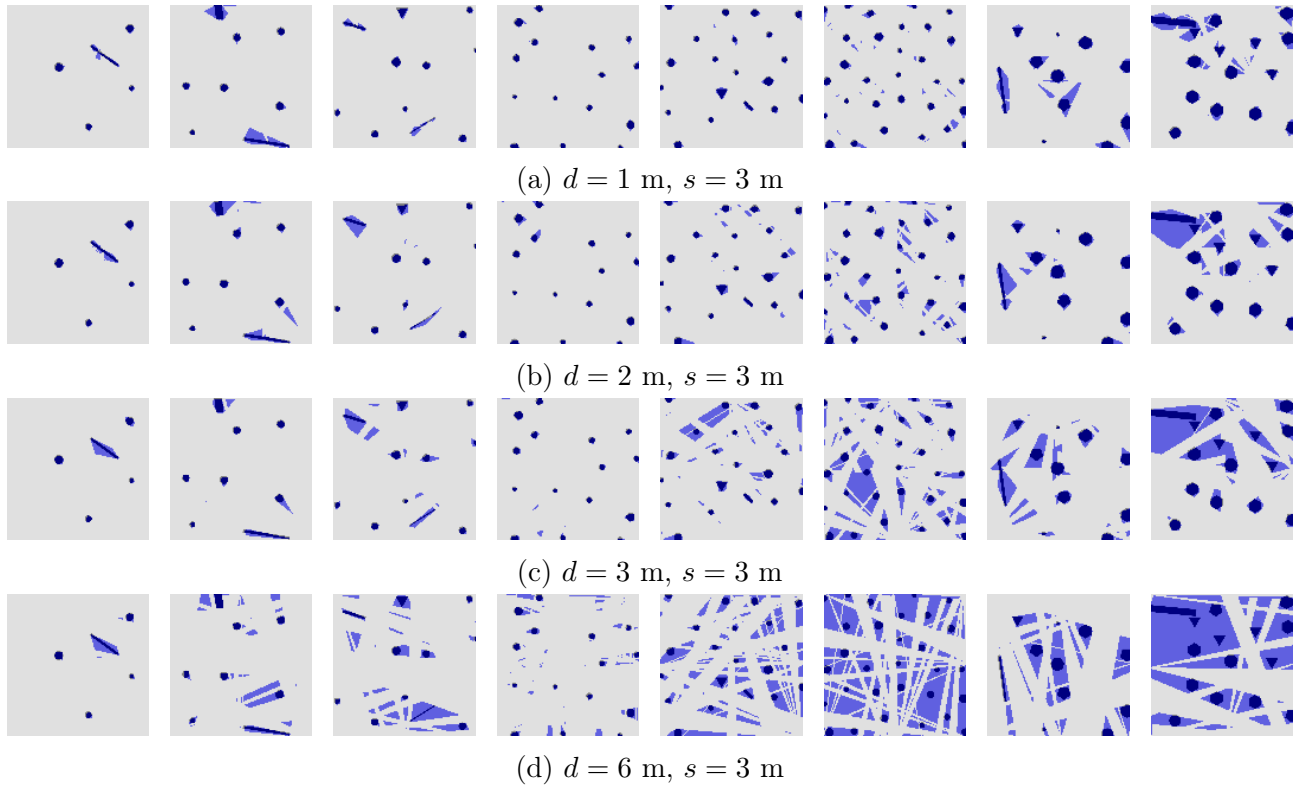 (a) d = 1 m, s = 3 m
(b) d = 2 m, s = 3 m
(c) d = 3 m, s = 3 m
(d) d = 6 m, s = 3 m